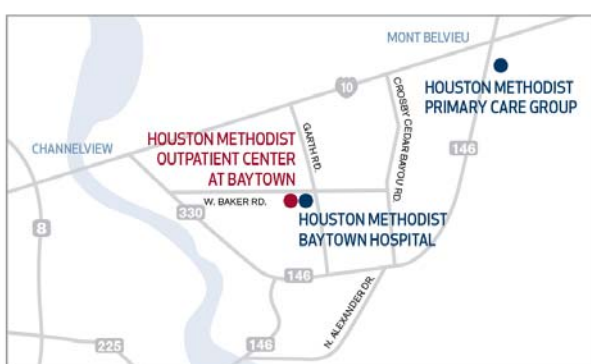 MONT BELVIEU
10
HOUSTON METHODIST
PRIMARY CARE GROUP
CROSBY CEDAR BAYOU RD.
GARTH RD.
HOUSTON METHODIST
OUTPATIENT CENTER
AT BAYTOWN
CHANNELVIEW
146
W. BAKER RD.
330
HOUSTON METHODIST
BAYTOWN HOSPITAL
8
146
N. ALEXANDER DR.
225
146